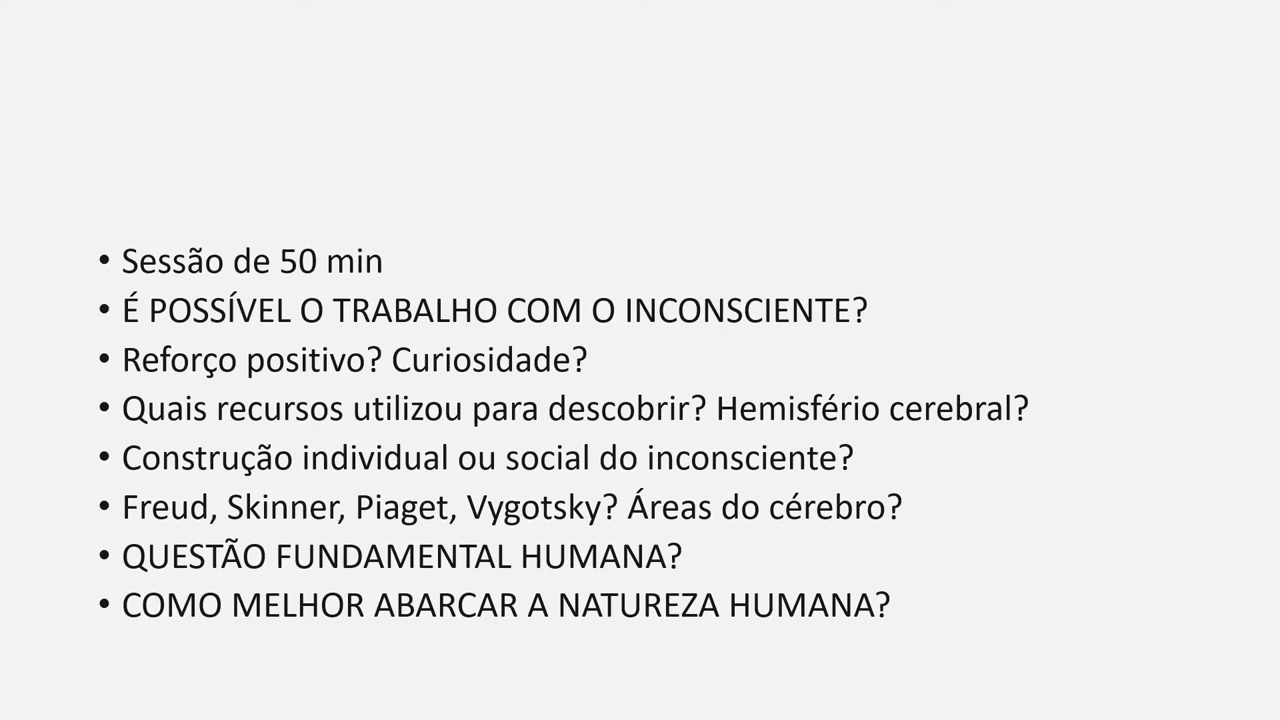 • Sessão de 50 min
• É POSSÍVEL O TRABALHO COM O INCONSCIENTE?
• Reforço positivo? Curiosidade?
• Quais recursos utilizou para descobrir? Hemisfério cerebral?
• Construção individual ou social do inconsciente?
• Freud, Skinner, Piaget, Vygotsky? Áreas do cérebro?
• QUESTÃO FUNDAMENTAL HUMANA?
• COMO MELHOR ABARCAR A NATUREZA HUMANA?